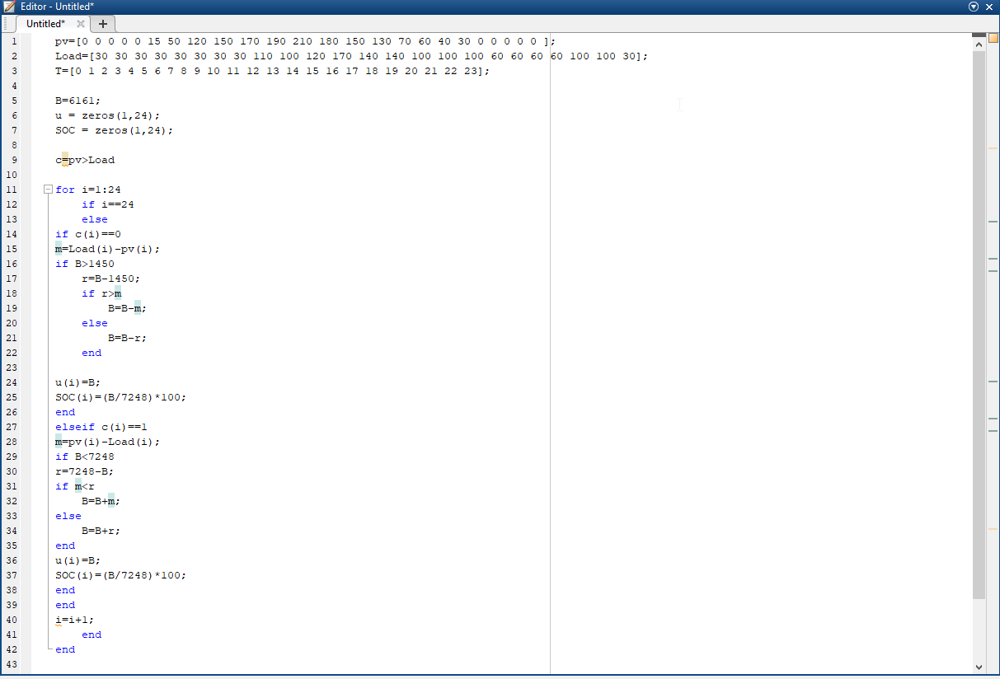 Editor - Untitled*
Untitled*
1 pv=[0 0 0 0 0 15 50 120 150 170 190 210 180 150 130 70 60 40 30 0 0 0 0 0 ];
2 Load=[30 30 30 30 30 30 30 30 110 100 120 170 140 140 100 100 100 60 60 60 60 100 100 30];
3 T=[0 1 2 3 4 5 6 7 8 9 10 11 12 13 14 15 16 17 18 19 20 21 22 23];
4
5 B=6161;
6 u = zeros(1,24);
7 SOC = zeros(1,24);
8
9 c=pv>Load
10
11 for i=1:24
12 if i==24
13 else
14 if c(i)==0
15 m=Load(i)-pv(i);
16 if B>1450
17 r=B-1450;
18 if r>m
19 B=B-m;
20 else
21 B=B-r;
22 end
23
24 u(i)=B;
25 SOC(i)=(B/7248)*100;
26 end
27 elseif c(i)==1
28 m=pv(i)-Load(i);
29 if B<7248
30 r=7248-B;
31 if m<r
32 B=B+m;
33 else
34 B=B+r;
35 end
36 u(i)=B;
37 SOC(i)=(B/7248)*100;
38 end
39 end
40 i=i+1;
41 end
42 end
43